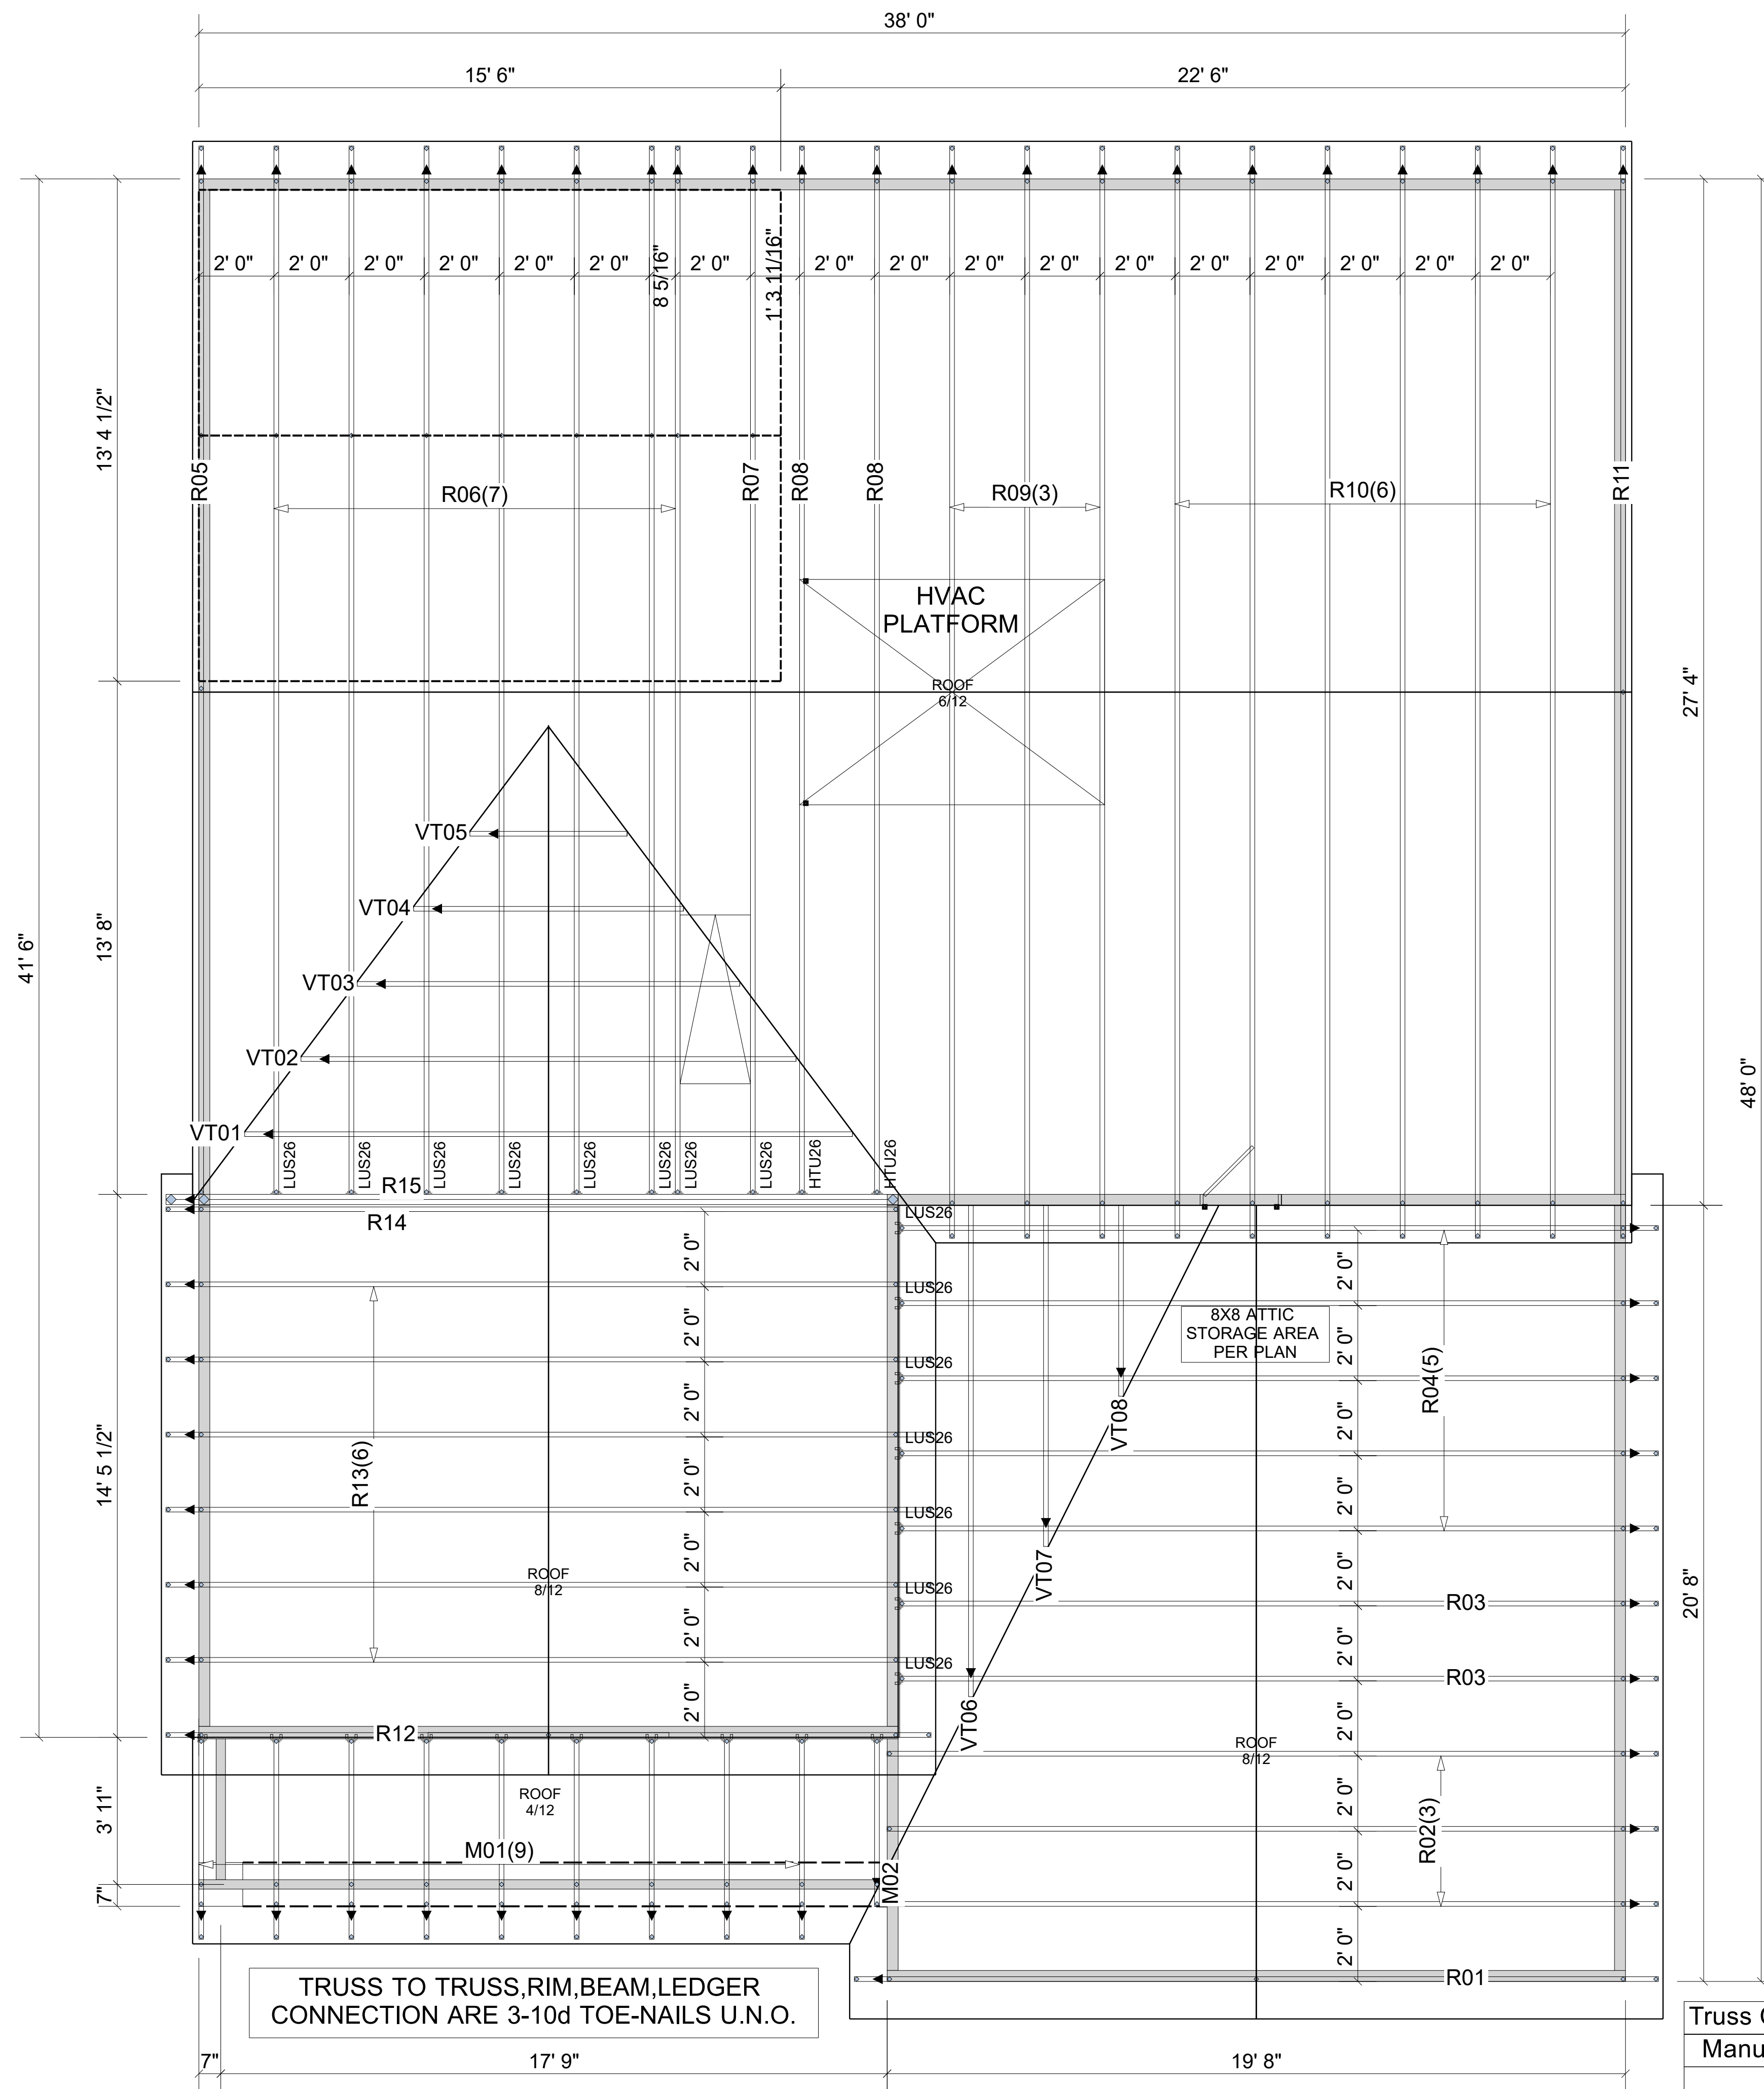 38' 0"
15' 6"
22' 6"
2' 0"
2' 0"
2' 0"
2' 0"
2' 0"
2' 0"
8 5/16"
2' 0"
1' 3 11/16"
2' 0"
2' 0"
2' 0"
2' 0"
2' 0"
2' 0"
2' 0"
2' 0"
2' 0"
2' 0"
13' 4 1/2"
R05
R06(7)
R07
R08
R08
R09(3)
R10(6)
R11
HVAC
PLATFORM
ROOF
6/12
27' 4"
41' 6"
13' 8"
48' 0"
VT05
VT04
VT03
VT02
VT01
LUS26
LUS26
LUS26
LUS26
LUS26
LUS26
LUS26
LUS26
HTU26
HTU26
R15
R14
LUS26
LUS26
LUS26
LUS26
LUS26
LUS26
LUS26
2' 0"
2' 0"
2' 0"
2' 0"
2' 0"
2' 0"
2' 0"
14' 5 1/2"
R13(6)
ROOF
8/12
8X8 ATTIC
STORAGE AREA
PER PLAN
VT08
VT07
VT06
2' 0"
2' 0"
2' 0"
2' 0"
2' 0"
2' 0"
2' 0"
2' 0"
2' 0"
2' 0"
R04(5)
R03
R03
20' 8"
R12
ROOF
8/12
ROOF
4/12
3' 11"
M01(9)
M02
R02(3)
7"
R01
TRUSS TO TRUSS,RIM,BEAM,LEDGER
CONNECTION ARE 3-10d TOE-NAILS U.N.O.
7"
17' 9"
19' 8"
Truss
Manu